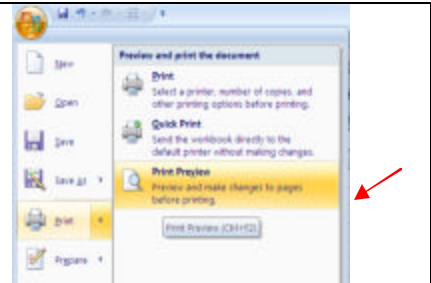 Preview and print the document
New
Print
Select a printer, number of copies, and
other printing options before printing.
Open
Quick Print
Send the workbook directly to the
default printer without making changes.
Save
Print Preview
Preview and make changes to pages
before printing.
Save As
Print
Print Preview (Ctrl+F2)
Prepare